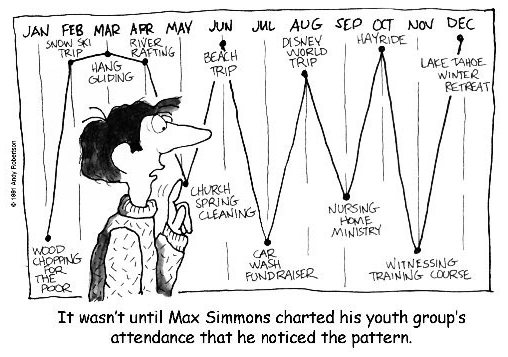 JAN FEB MAR APR MAY JUN JUL AUG SEP OCT NOV DEC
SNOW SKI
TRIP
HANG
GLIDING
RIVER
RAFTING
BEACH
TRIP
DISNEY
WORLD
TRIP
HAYRIDE
LAKE TAHOE
WINTER
RETREAT
WOOD
CHOPPING
FOR
THE
POOR
CHURCH
SPRING
CLEANING
CAR
WASH
FUNDRAISER
NURSING
HOME
MINISTRY
WITNESSING
TRAINING COURSE
© 1991 Andy Robertson
It wasn't until Max Simmons charted his youth group's
attendance that he noticed the pattern.